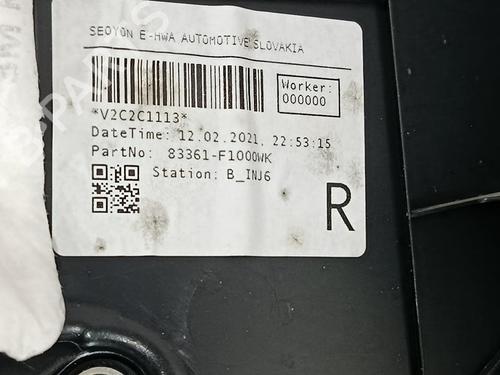 SEOYON E-HWA AUTOMOTIVE SLOVAKIA
Worker:
000000
*V2C2C1113*
DateTime: 12.02.2021, 22:53:15
PartNo: 83361-F1000WK
Station: B_INJ6
R